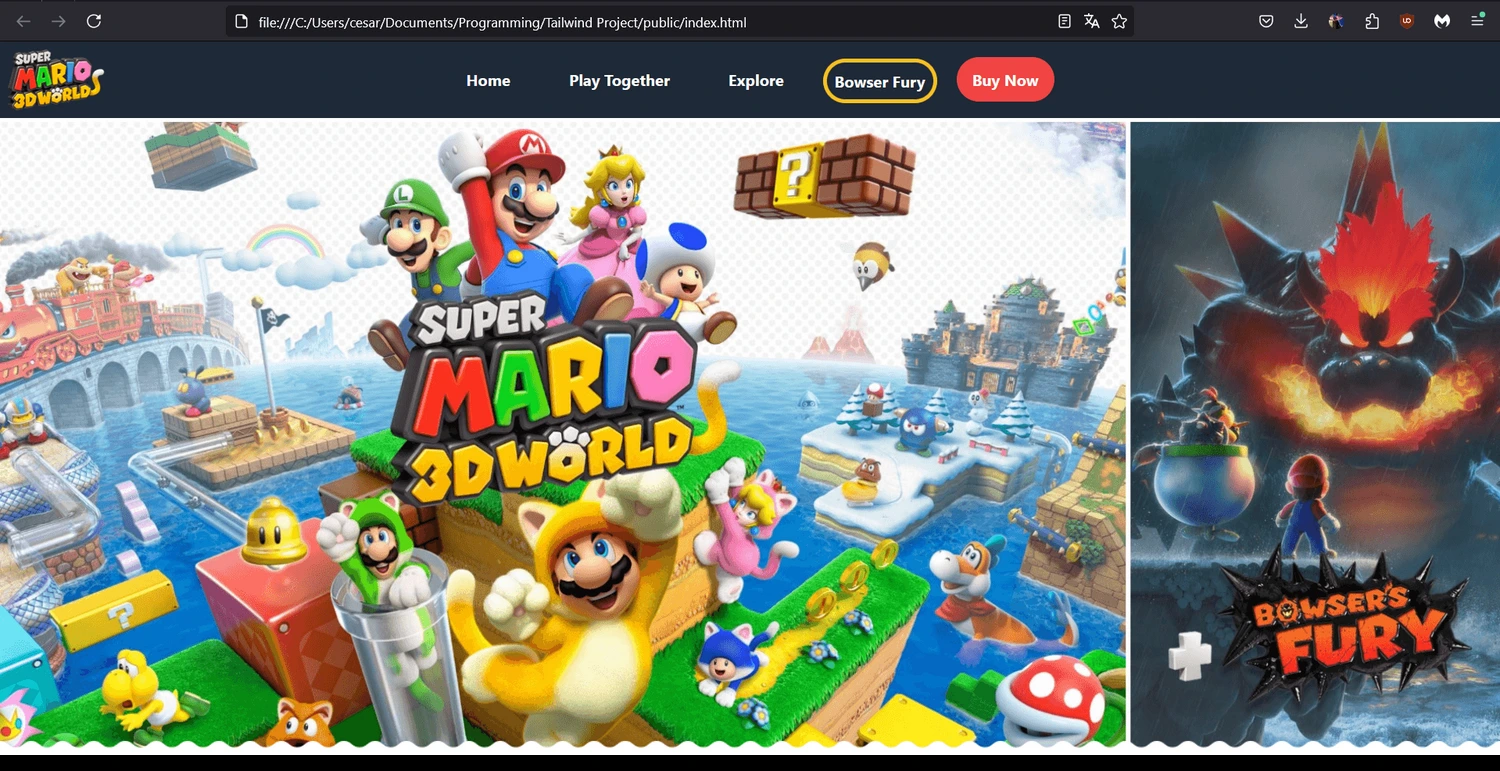 file:///C:/Users/cesar/Documents/Programming/Tailwind Project/public/index.html
SUPER
MARIO
3D WORLD
Home
Play Together
Explore
Bowser Fury
Buy Now
M
L
?
SUPER
MARIO™
3D WORLD
?
BOWSER'S
FURY
+